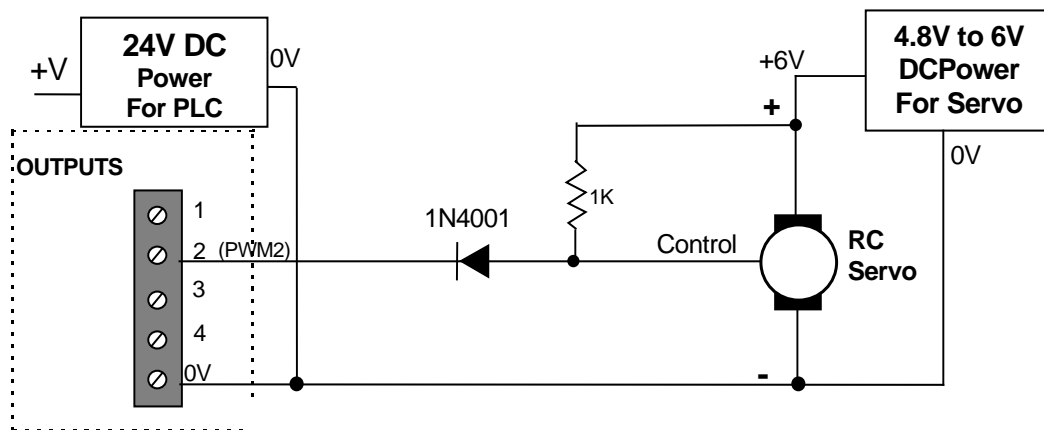 24V DC
Power
For PLC
+V
0V
4.8V to 6V
DCPower
For Servo
+6V
+
0V
OUTPUTS
1
2 (PWM2)
3
4
0V
1N4001
1K
Control
RC
Servo
-